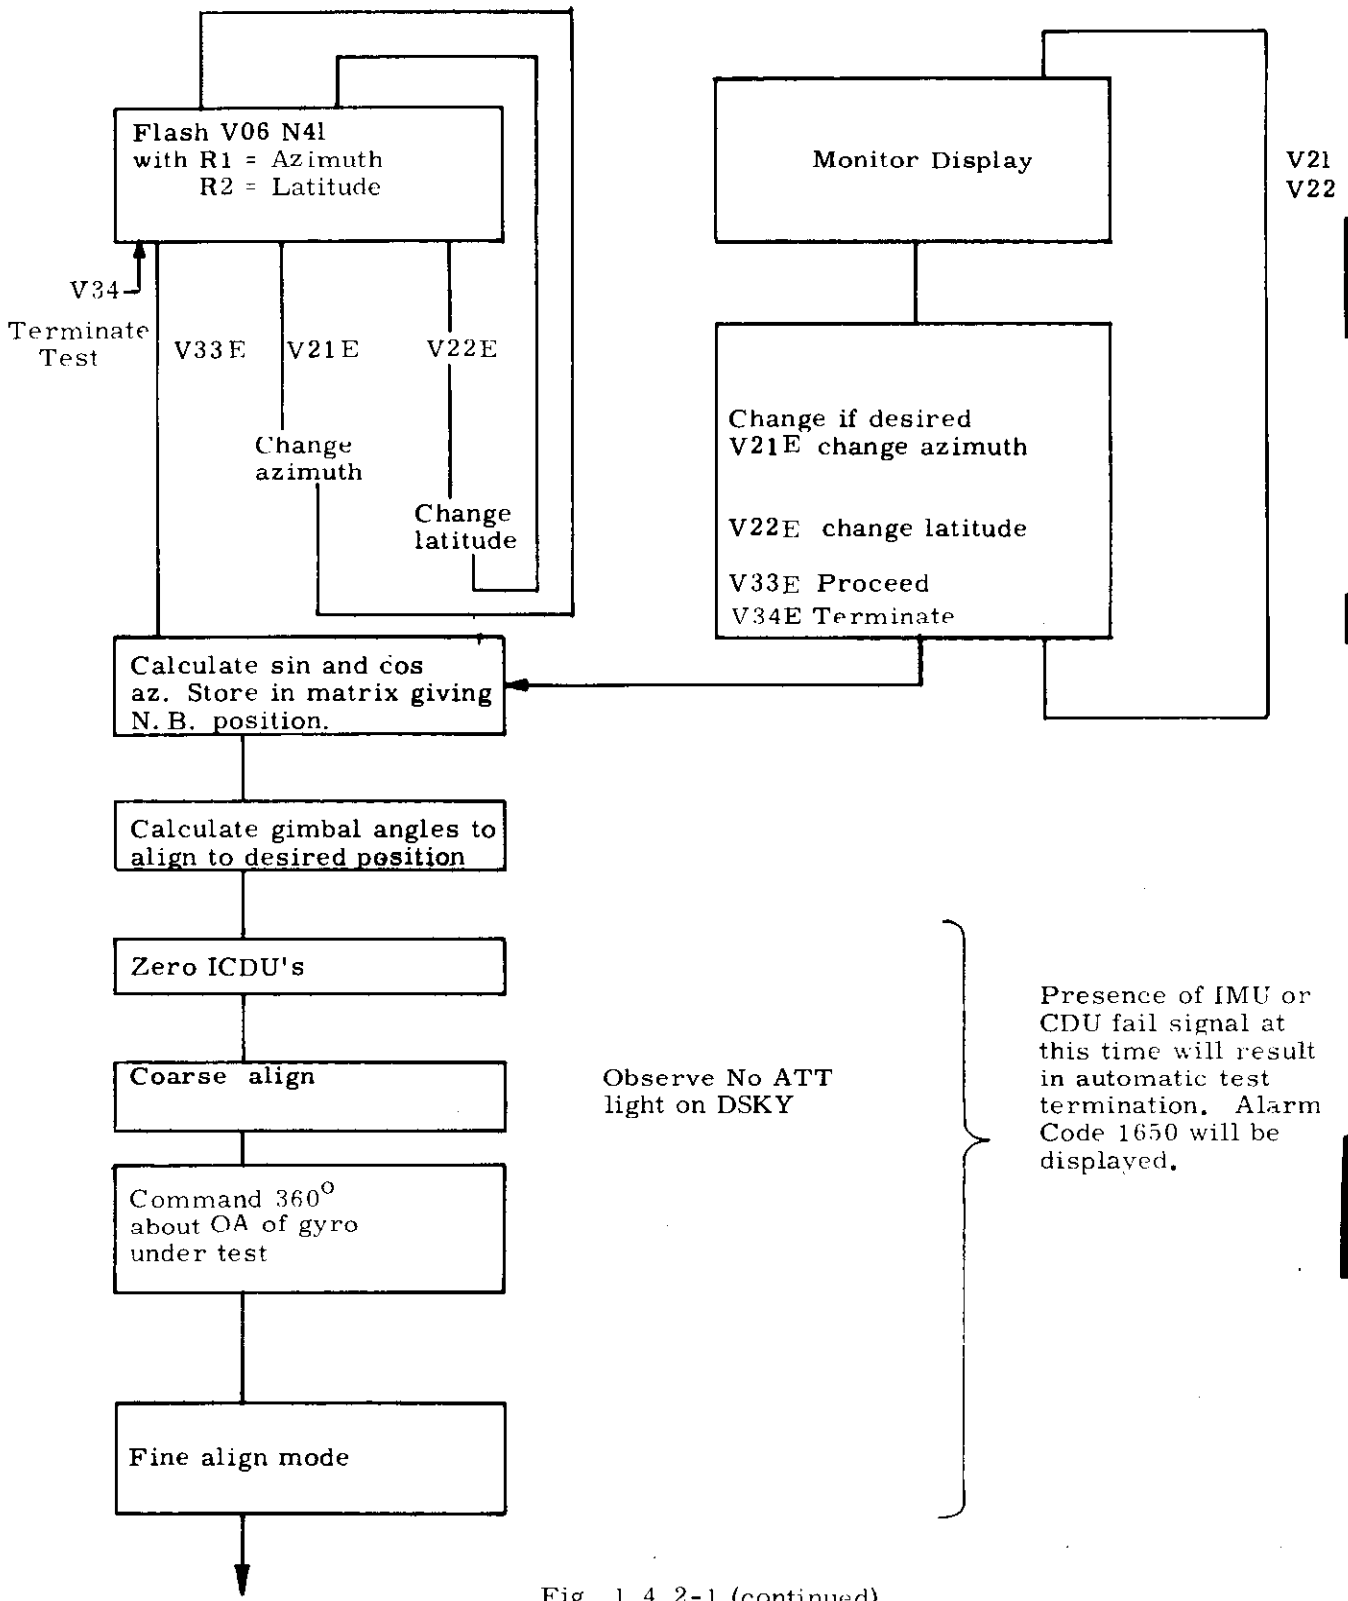 Flash V06 N41
with R1 = Azimuth
R2 = Latitude
V34
Terminate
Test
V33E
V21E
V22E
Change
azimuth
Change
latitude
Monitor Display
V21
V22
Change if desired
V21E change azimuth
V22E change latitude
V33E Proceed
V34E Terminate
Calculate sin and cos
az. Store in matrix giving
N. B. position.
Calculate gimbal angles to
align to desired position
Zero ICDU's
Coarse align
Observe No ATT
light on DSKY
Command 360°
about OA of gyro
under test
Fine align mode
Presence of IMU or
CDU fail signal at
this time will result
in automatic test
termination. Alarm
Code 1650 will be
displayed.
Fig. 1.4.2-1 (continued)